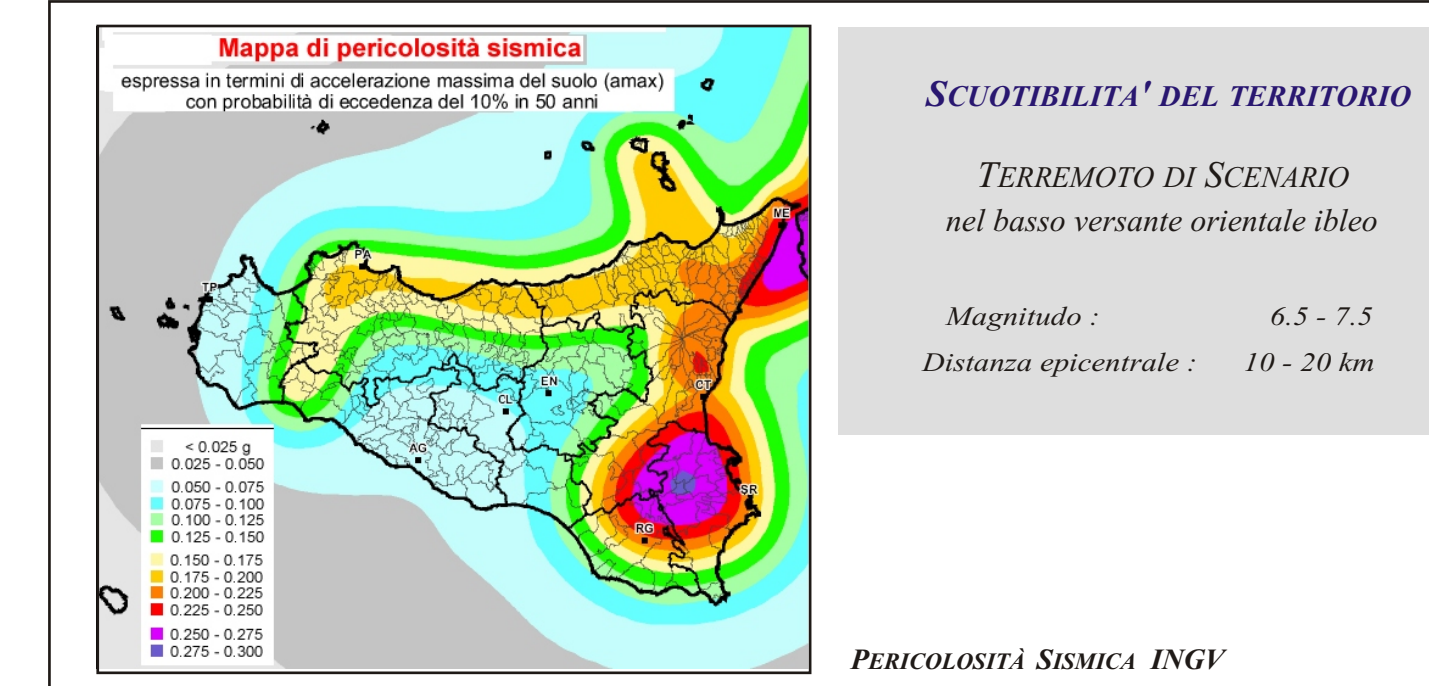 Mappa di pericolosità sismica
espressa in termini di accelerazione massima del suolo (amax)
con probabilità di eccedenza del 10% in 50 anni
ME
PA
TP
EN
CT
CL
AG
SR
RG
< 0.025 g
0.025 - 0.050
0.050 - 0.075
0.075 - 0.100
0.100 - 0.125
0.125 - 0.150
0.150 - 0.175
0.175 - 0.200
0.200 - 0.225
0.225 - 0.250
0.250 - 0.275
0.275 - 0.300
SCUOTIBILITA' DEL TERRITORIO
TERREMOTO DI SCENARIO
nel basso versante orientale ibleo
Magnitudo : 6.5 - 7.5
Distanza epicentrale : 10 - 20 km
PERICOLOSITÀ SISMICA INGV